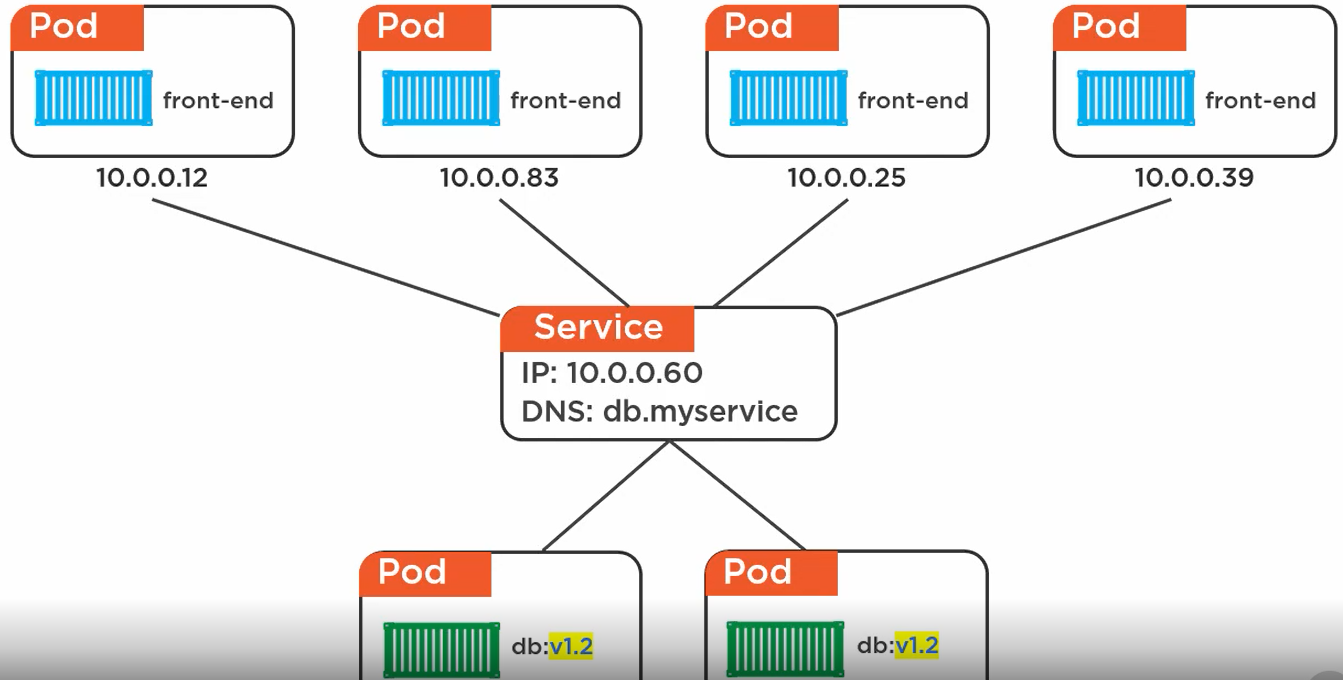 Pod
front-end
10.0.0.12
Pod
front-end
10.0.0.83
Pod
front-end
10.0.0.25
Pod
front-end
10.0.0.39
Service
IP: 10.0.0.60
DNS: db.myservice
Pod
db:v1.2
Pod
db:v1.2